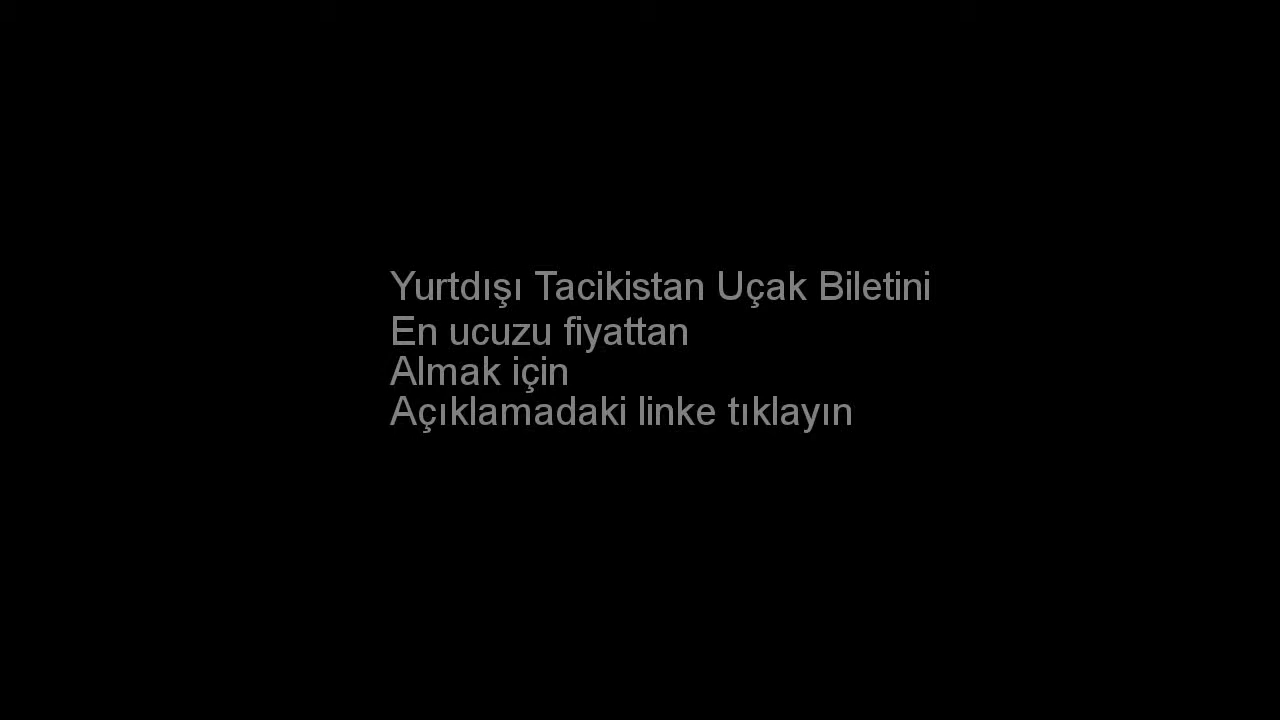 Yurtdışı Tacikistan Uçak Biletini
En ucuzu fiyattan
Almak için
Açıklamadaki linke tıklayın